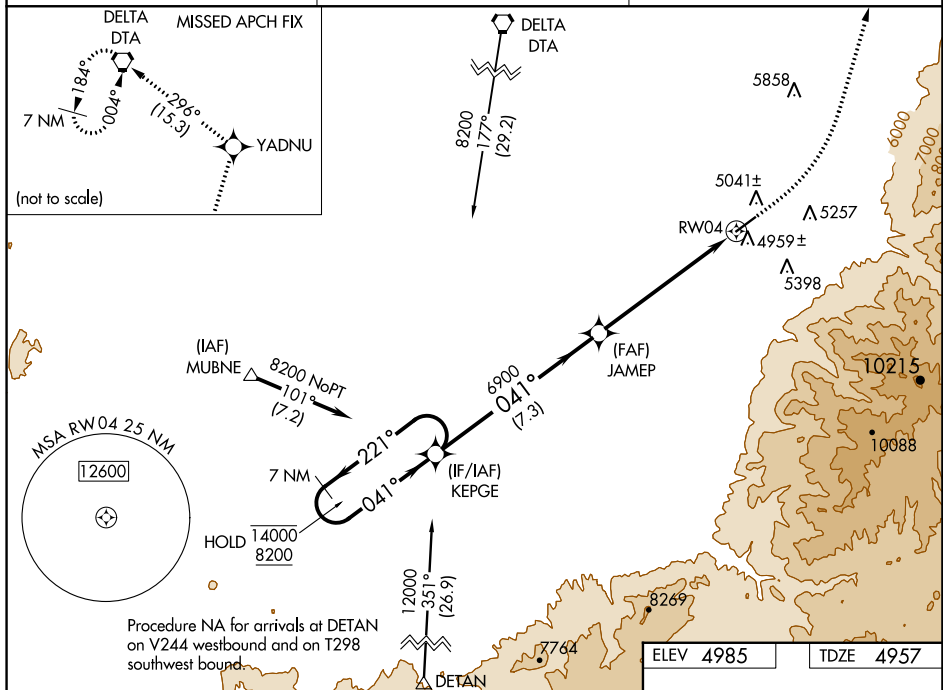 DELTA
DTA
MISSED APCH FIX
184°
004°
7 NM
296°
(15.3)
YADNU
(not to scale)
DELTA
DTA
8200
177°
(29.2)
5858
6000
7000
5041±
5257
RW04
4959±
5398
(IAF)
MUBNE
8200 NoPT
101°
(7.2)
(FAF)
JAMEP
6900
041°
(7.3)
10215
10088
MSA RW04 25 NM
12600
221°
7 NM
041°
(IF/IAF)
KEPGE
HOLD
14000
8200
12000
351°
(26.9)
8269
7764
Procedure NA for arrivals at DETAN
on V244 westbound and on T298
southwest bound.
DETAN
ELEV 4985
TDZE 4957